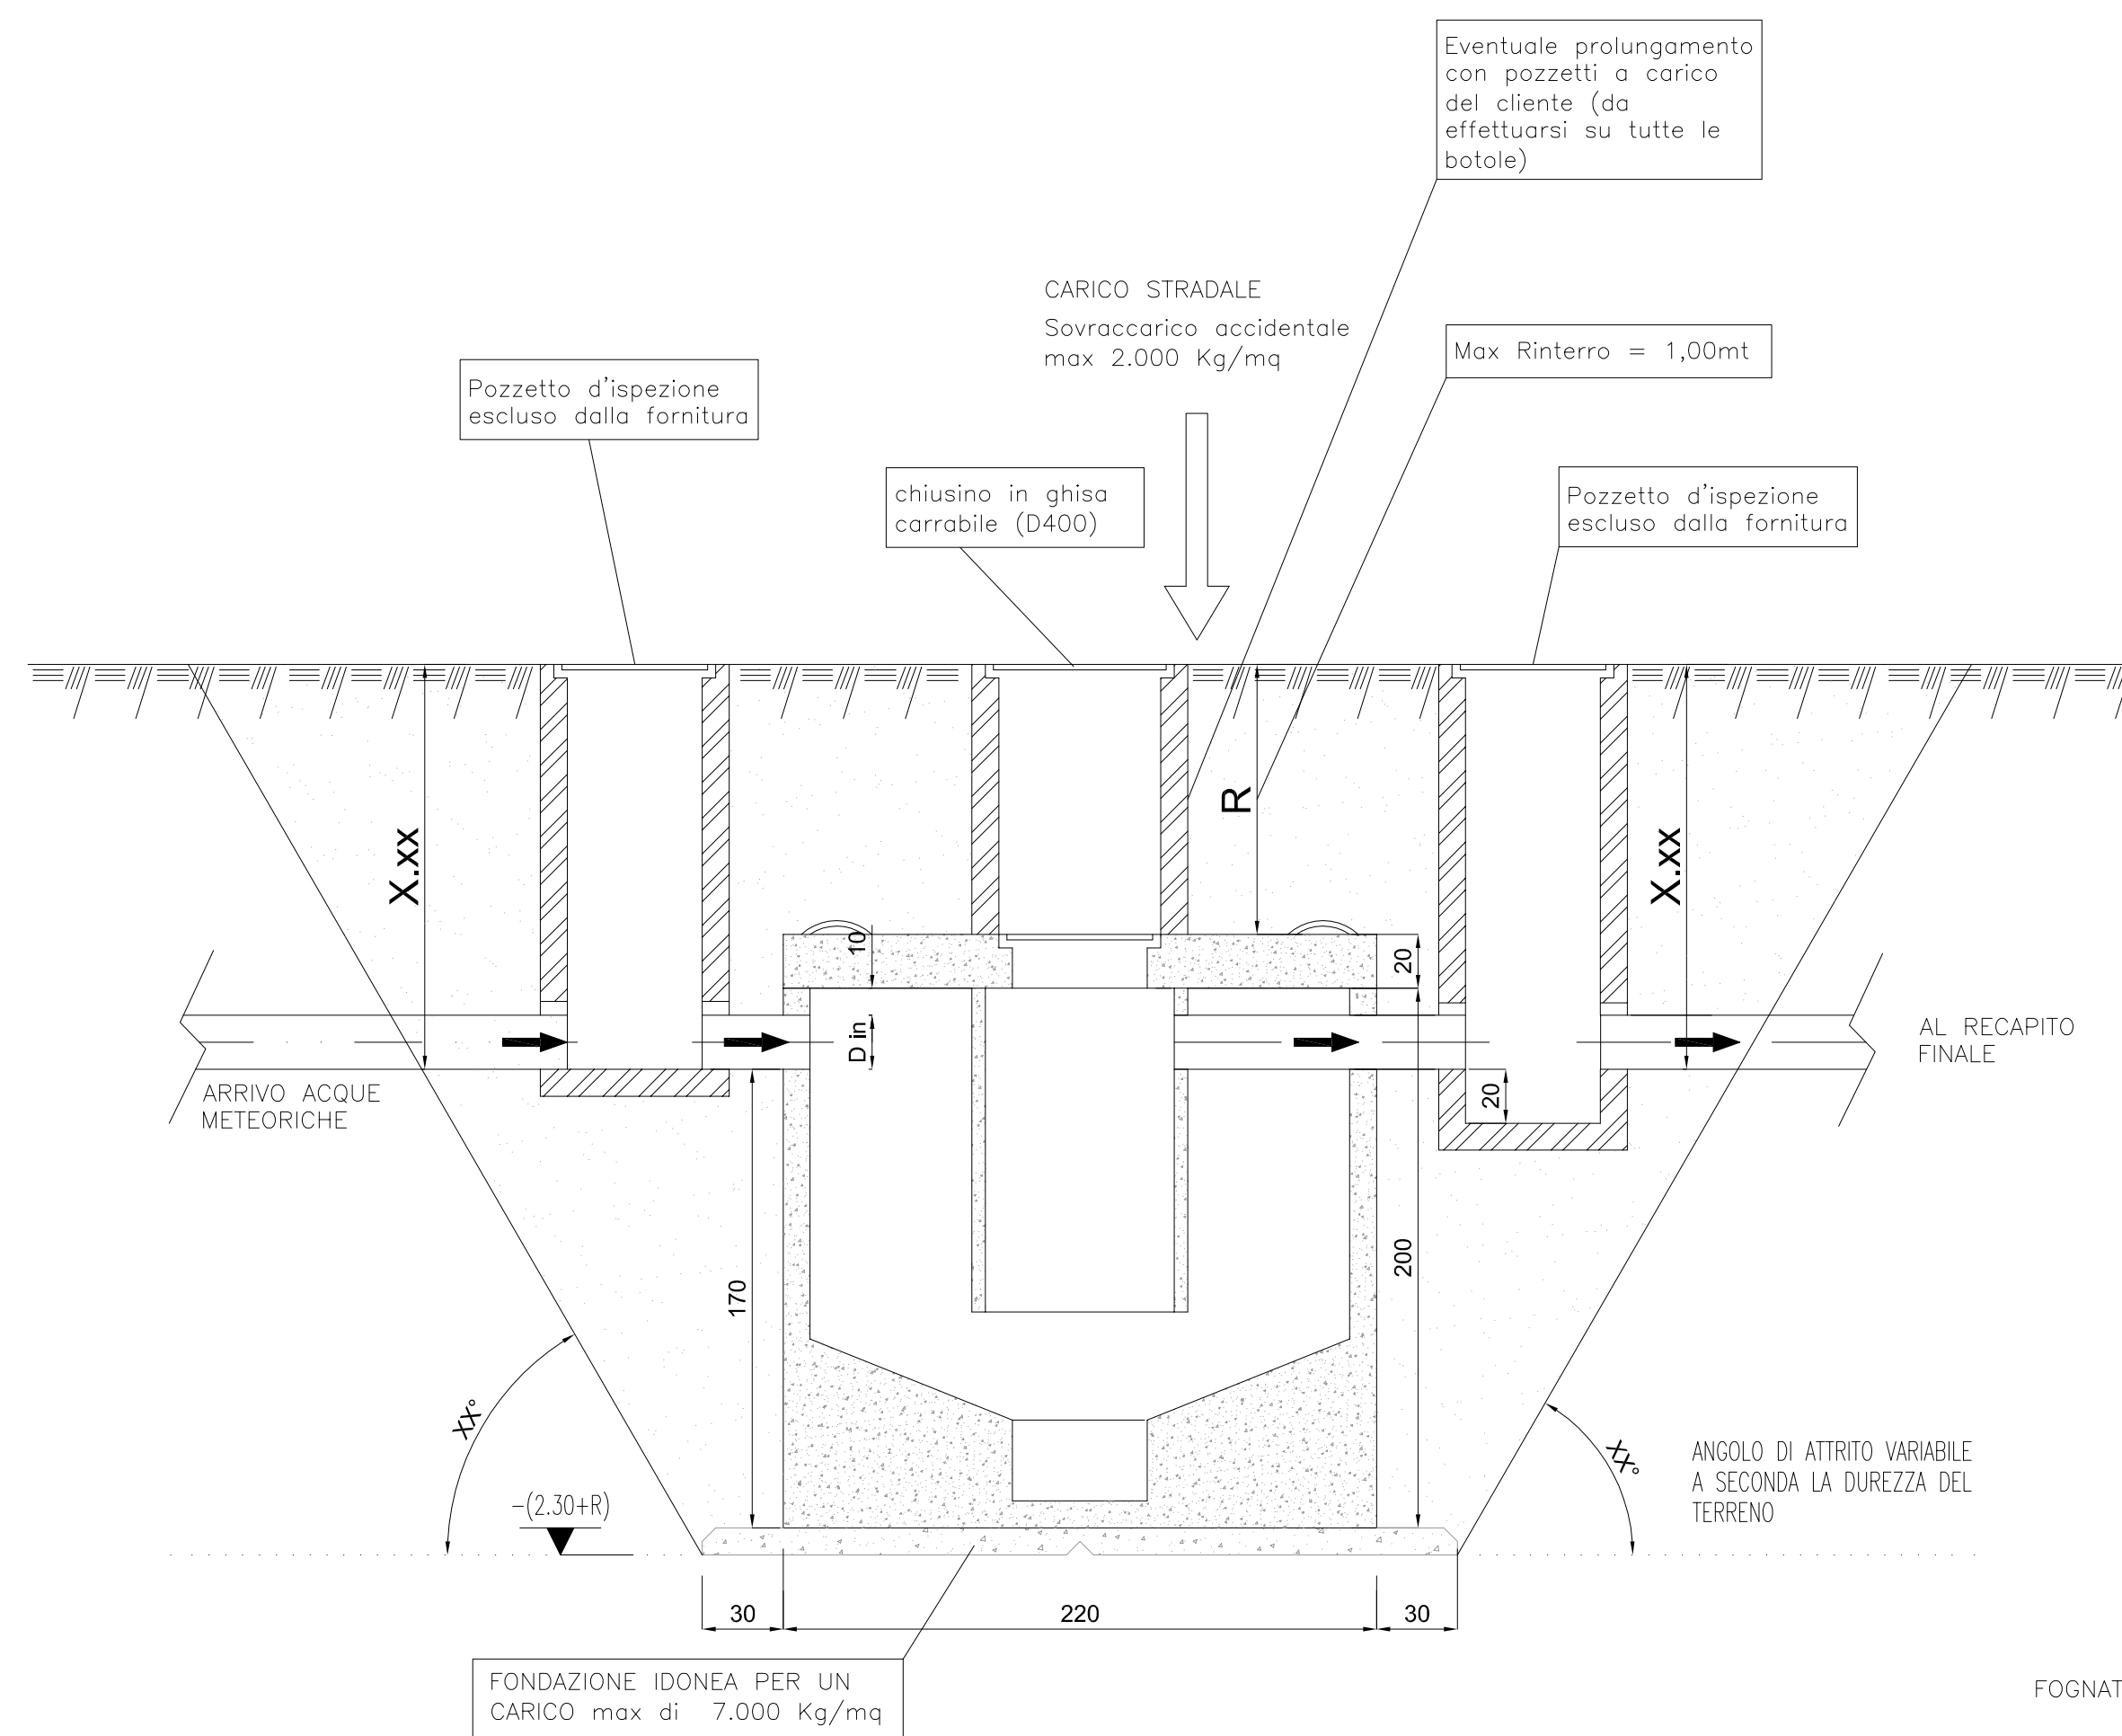 Eventuale prolungamento
con pozzetti a carico
del cliente (da
effettuarsi su tutte le
botole)
CARICO STRADALE
Sovraccarico accidentale
max 2.000 Kg/mq
Max Rinterro = 1,00mt
Pozzetto d'ispezione
escluso dalla fornitura
chiusino in ghisa
carrabile (D400)
Pozzetto d'ispezione
escluso dalla fornitura
X.xx
R
X.xx
10
20
D in
AL RECAPITO
FINALE
ARRIVO ACQUE
METEORICHE
20
170
200
XX°
XX°
ANGOLO DI ATTRITO VARIABILE
A SECONDA LA DUREZZA DEL
TERRENO
-(2.30+R)
30
220
30
FONDAZIONE IDONEA PER UN
CARICO max di 7.000 Kg/mq
FOGNAT